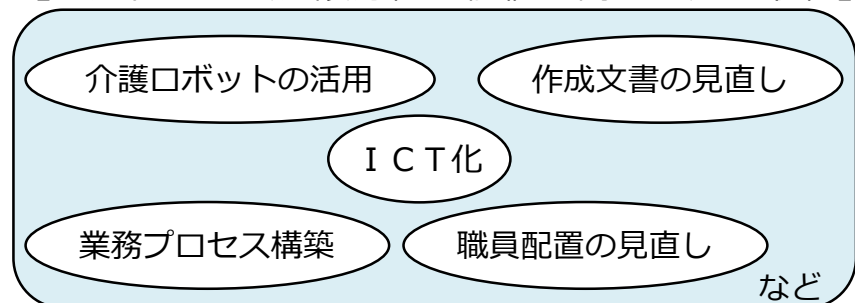 介護ロボットの活用
作成文書の見直し
ＩＣＴ化
業務プロセス構築
職員配置の見直し
など